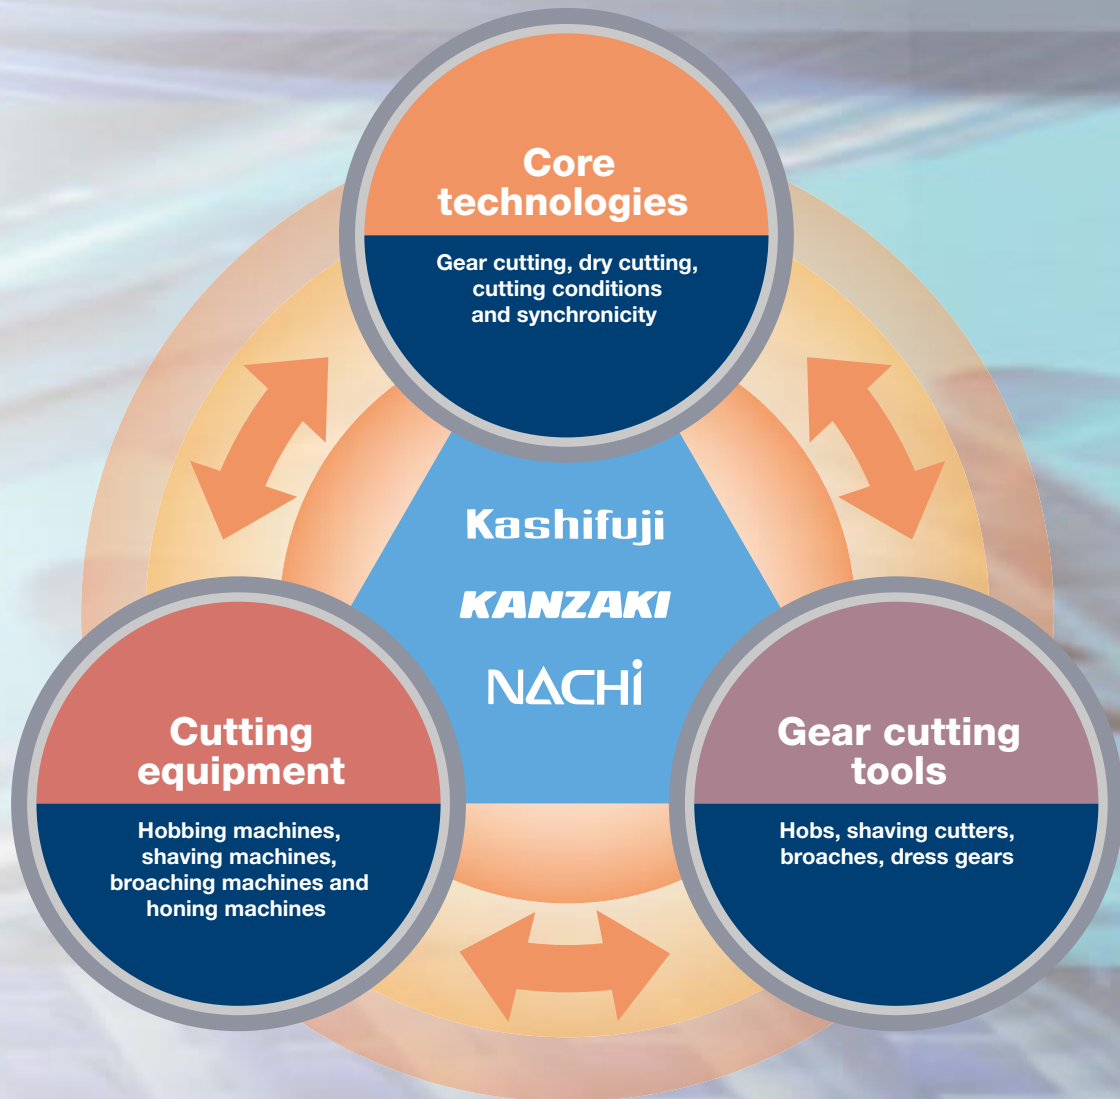 Core
technologies
Gear cutting, dry cutting,
cutting conditions
and synchronicity
Kashifuji
KANZAKI
NACHi
Cutting
equipment
Hobbing machines,
shaving machines,
broaching machines and
honing machines
Gear cutting
tools
Hobs, shaving cutters,
broaches, dress gears